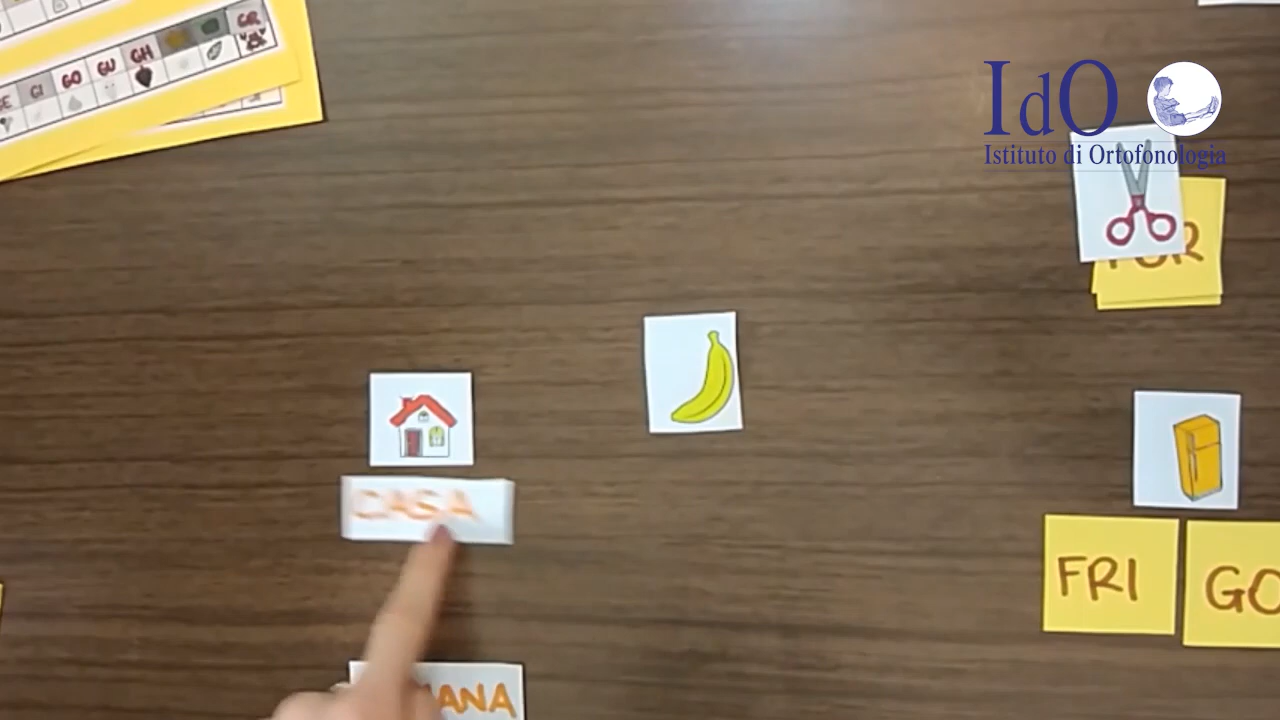 GI GO GU GH GR
IdO
Istituto di Ortofonologia
CASA
FRI GO
ANA